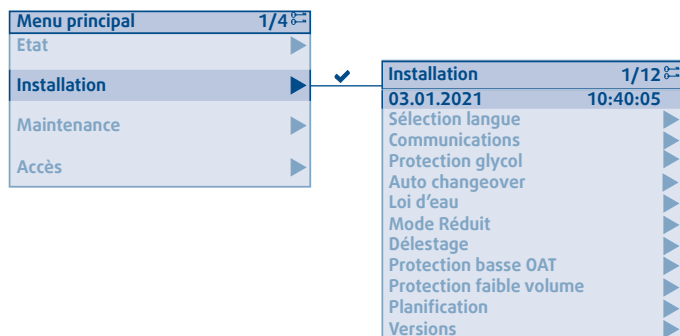 Menu principal 1/4
Etat
Installation
Maintenance
Accès
Installation 1/12
03.01.2021 10:40:05
Sélection langue
Communications
Protection glycol
Auto changeover
Loi d'eau
Mode Réduit
Délestage
Protection basse OAT
Protection faible volume
Planification
Versions